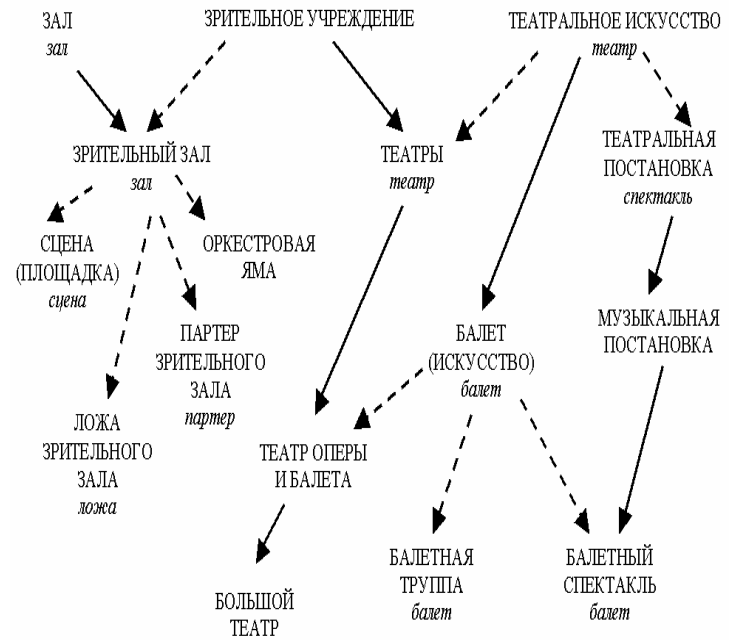 ЗАЛ
зал
ЗРИТЕЛЬНОЕ УЧРЕЖДЕНИЕ
ТЕАТРАЛЬНОЕ ИСКУССТВО
театр
ЗРИТЕЛЬНЫЙ ЗАЛ
зал
ТЕАТРЫ
театр
ТЕАТРАЛЬНАЯ
ПОСТАНОВКА
спектакль
СЦЕНА
(ПЛОЩАДКА)
сцена
ОРКЕСТРОВАЯ
ЯМА
ПАРТЕР
ЗРИТЕЛЬНОГО
ЗАЛА
партер
БАЛЕТ
(ИСКУССТВО)
балет
МУЗЫКАЛЬНАЯ
ПОСТАНОВКА
ЛОЖА
ЗРИТЕЛЬНОГО
ЗАЛА
ложа
ТЕАТР ОПЕРЫ
И БАЛЕТА
БОЛЬШОЙ
ТЕАТР
БАЛЕТНАЯ
ТРУППА
балет
БАЛЕТНЫЙ
СПЕКТАКЛЬ
балет